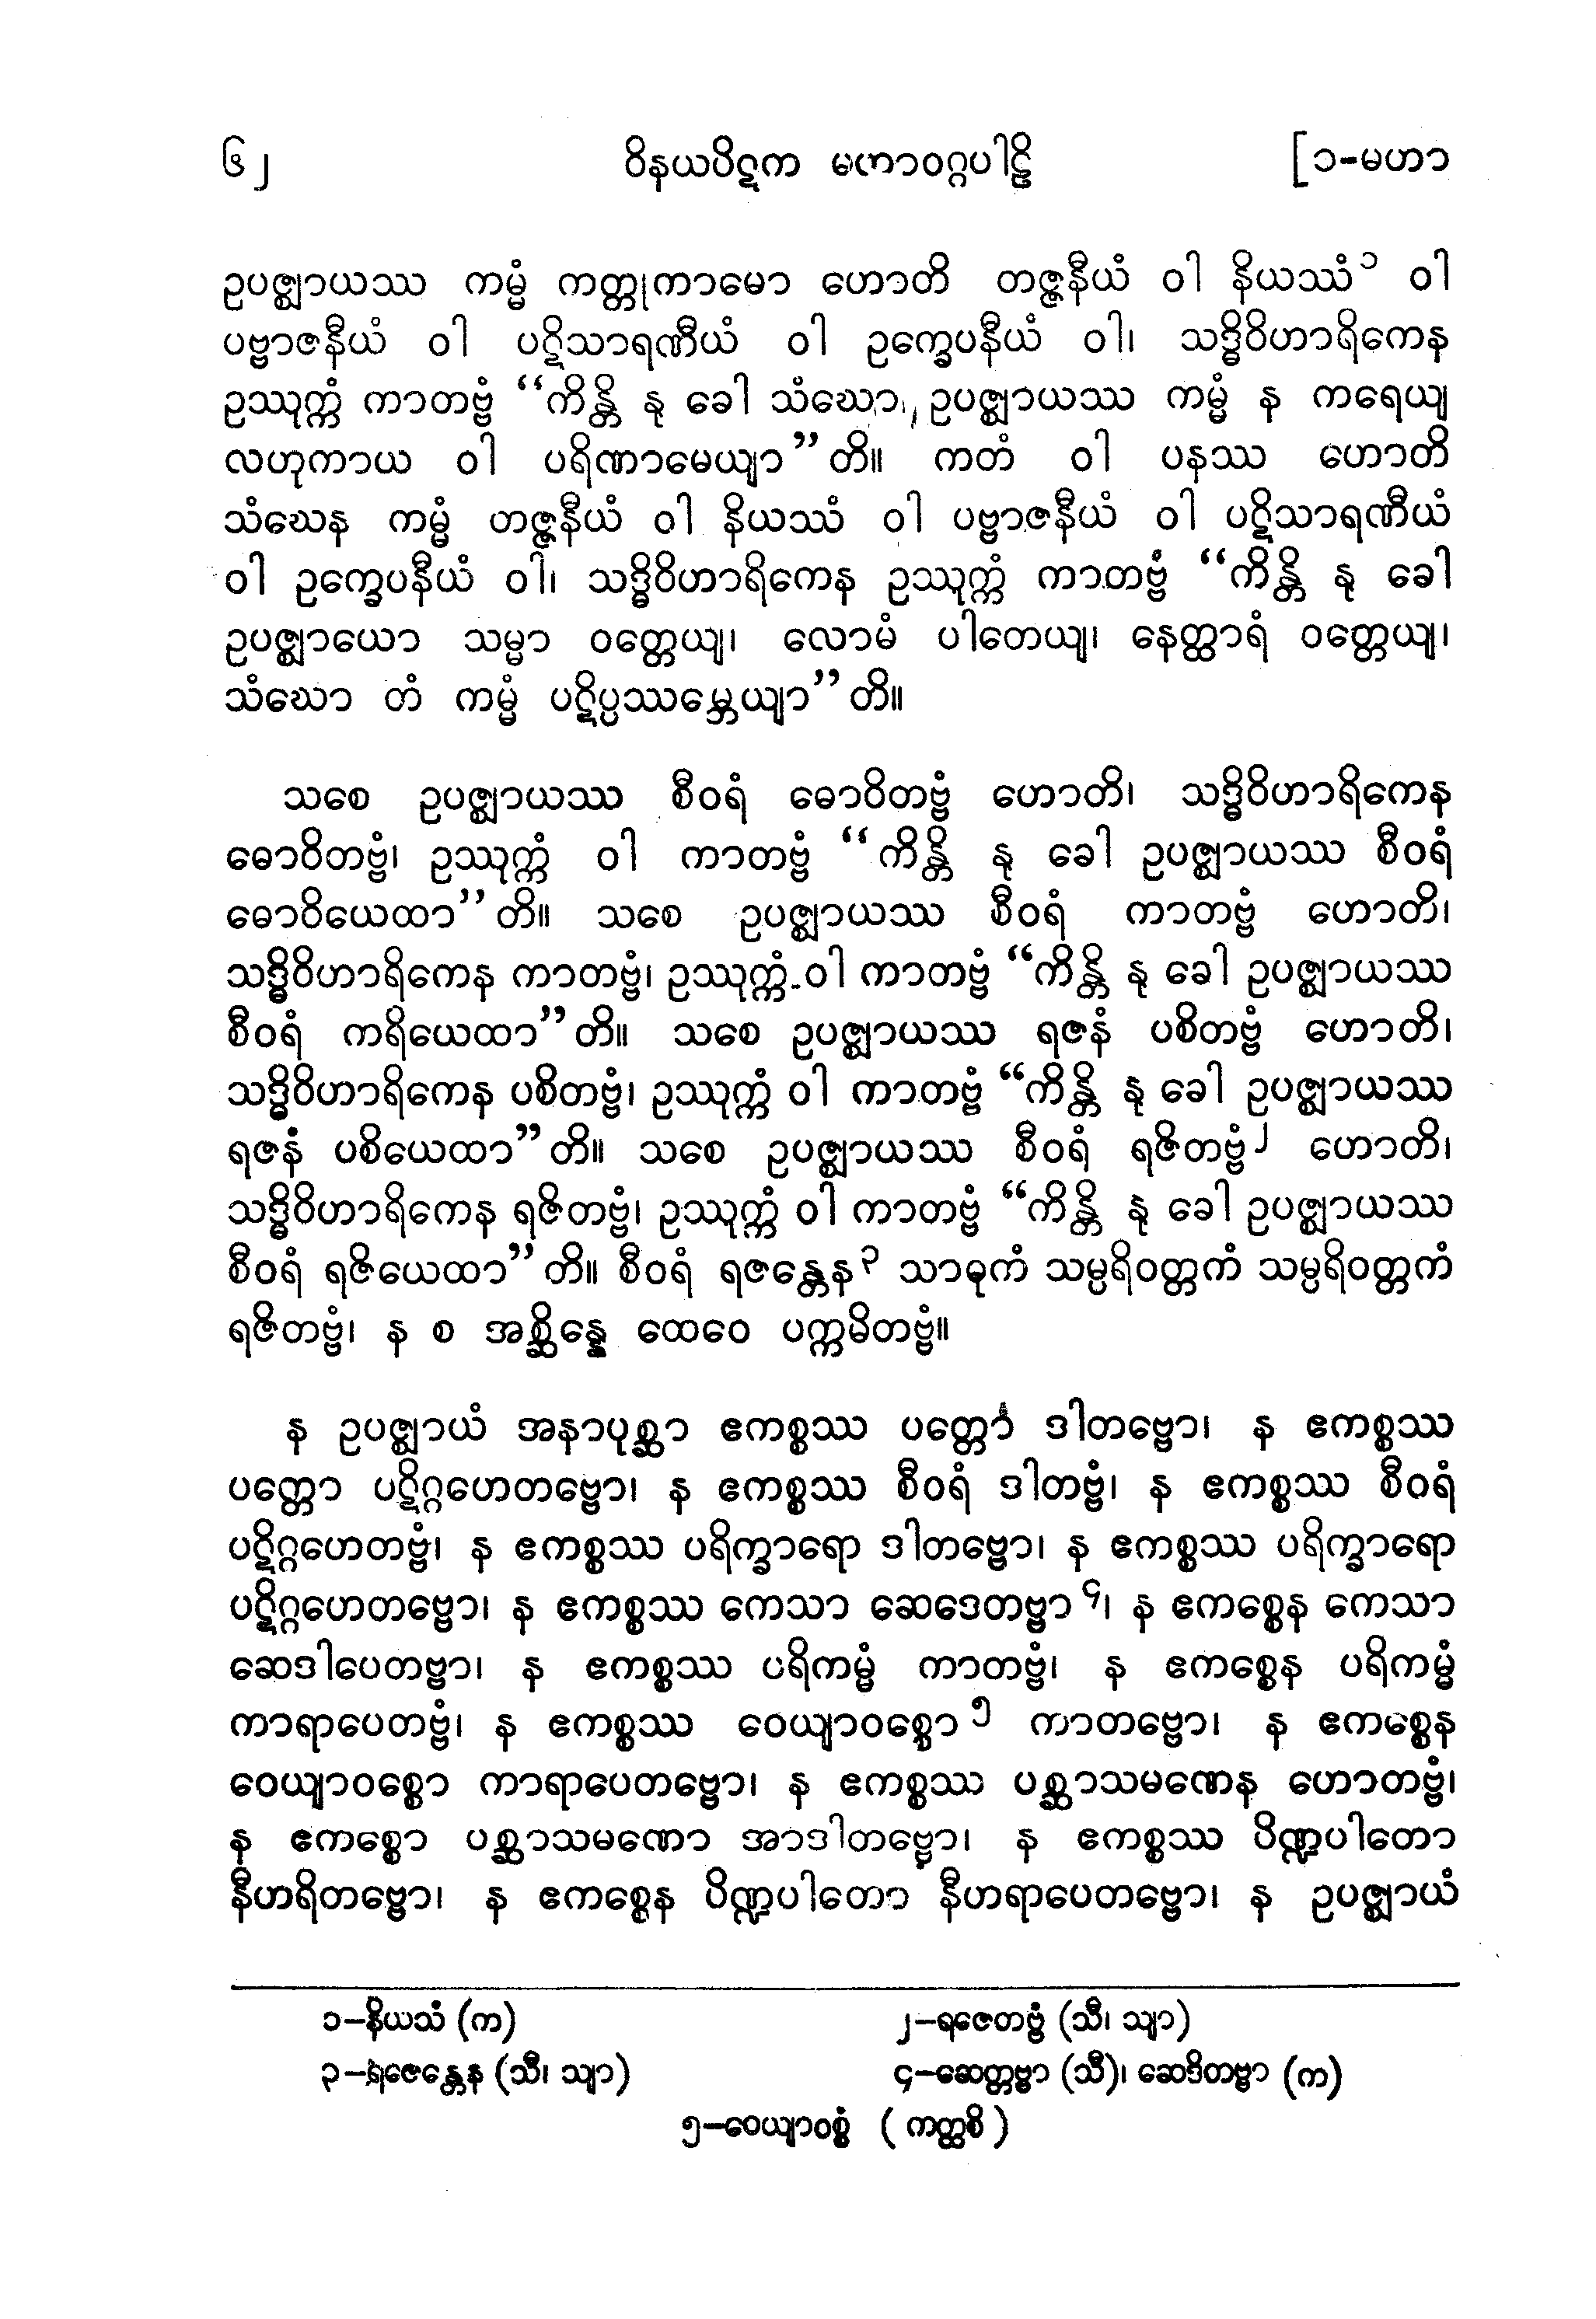 ၆၂ ဝိနယပိဋက မဟာဝဂ္ဂပါဠိ [၁-မဟာ
ဥပဇ္ဈာယဿ ကမ္မံ ကတ္တုကာမော ဟောတိ တဇ္ဇနီယံ ဝါ နိယဿံ၁ ဝါ
ပဗ္ဗာဇနီယံ ဝါ ပဋိသာရဏီယံ ဝါ ဥက္ခေပနီယံ ဝါ၊ သဒ္ဓိဝိဟာရိကေန
ဥဿုက္ကံ ကာတဗ္ဗံ “ကိန္တိ နု ခေါ သံဃော၊ ဥပဇ္ဈာယဿ ကမ္မံ န ကရေယျ
လဟုကာယ ဝါ ပရိဏာမေယျာ”တိ။ ကတံ ဝါ ပနဿ ဟောတိ
သံဃေန ကမ္မံ တဇ္ဇနီယံ ဝါ နိယဿံ ဝါ ပဗ္ဗာဇနီယံ ဝါ ပဋိသာရဏီယံ
ဝါ ဥက္ခေပနီယံ ဝါ၊ သဒ္ဓိဝိဟာရိကေန ဥဿုက္ကံ ကာတဗ္ဗံ “ကိန္တိ နု ခေါ
ဥပဇ္ဈာယော သမ္မာ ဝတ္တေယျ၊ လောမံ ပါတေယျ၊ နေတ္ထာရံ ဝတ္တေယျ၊
သံဃော တံ ကမ္မံ ပဋိပ္ပဿမ္ဘေယျာ”တိ။
သစေ ဥပဇ္ဈာယဿ စီဝရံ ဓောဝိတဗ္ဗံ ဟောတိ၊ သဒ္ဓိဝိဟာရိကေန
ဓောဝိတဗ္ဗံ၊ ဥဿုက္ကံ ဝါ ကာတဗ္ဗံ “ကိန္တိ နု ခေါ ဥပဇ္ဈာယဿ စီဝရံ
ဓောဝိယေထာ”တိ။ သစေ ဥပဇ္ဈာယဿ စီဝရံ ကာတဗ္ဗံ ဟောတိ၊
သဒ္ဓိဝိဟာရိကေန ကာတဗ္ဗံ၊ ဥဿုက္ကံ ဝါ ကာတဗ္ဗံ “ကိန္တိ နု ခေါ ဥပဇ္ဈာယဿ
စီဝရံ ကရိယေထာ”တိ။ သစေ ဥပဇ္ဈာယဿ ရဇနံ ပစိတဗ္ဗံ ဟောတိ၊
သဒ္ဓိဝိဟာရိကေန ပစိတဗ္ဗံ၊ ဥဿုက္ကံ ဝါ ကာတဗ္ဗံ “ကိန္တိ နု ခေါ ဥပဇ္ဈာယဿ
ရဇနံ ပစိယေထာ”တိ။ သစေ ဥပဇ္ဈာယဿ စီဝရံ ရဇိတဗ္ဗံ၂ ဟောတိ၊
သဒ္ဓိဝိဟာရိကေန ရဇိတဗ္ဗံ၊ ဥဿုက္ကံ ဝါ ကာတဗ္ဗံ “ကိန္တိ နု ခေါ ဥပဇ္ဈာယဿ
စီဝရံ ရဇိယေထာ”တိ။ စီဝရံ ရဇန္တေန၃ သာဓုကံ သမ္ပရိဝတ္တကံ သမ္ပရိဝတ္တကံ
ရဇိတဗ္ဗံ၊ န စ အစ္ဆိန္နေ ထေဝေ ပက္ကမိတဗ္ဗံ။
န ဥပဇ္ဈာယံ အနာပုစ္ဆာ ဧကစ္စဿ ပတ္တော ဒါတဗ္ဗော၊ န ဧကစ္စဿ
ပတ္တော ပဋိဂ္ဂဟေတဗ္ဗော၊ န ဧကစ္စဿ စီဝရံ ဒါတဗ္ဗံ၊ န ဧကစ္စဿ စီဝရံ
ပဋိဂ္ဂဟေတဗ္ဗံ၊ န ဧကစ္စဿ ပရိက္ခာရော ဒါတဗ္ဗော၊ န ဧကစ္စဿ ပရိက္ခာရော
ပဋိဂ္ဂဟေတဗ္ဗော၊ န ဧကစ္စဿ ကေသာ ဆေဒေတဗ္ဗာ၄၊ န ဧကစ္စေန ကေသာ
ဆေဒါပေတဗ္ဗာ၊ န ဧကစ္စဿ ပရိကမ္မံ ကာတဗ္ဗံ၊ န ဧကစ္စေန ပရိကမ္မံ
ကာရာပေတဗ္ဗံ၊ န ဧကစ္စဿ ဝေယျာဝစ္စော၅ ကာတဗ္ဗော၊ န ဧကစ္စေန
ဝေယျာဝစ္စော ကာရာပေတဗ္ဗော၊ န ဧကစ္စဿ ပစ္ဆာသမဏေန ဟောတဗ္ဗံ၊
န ဧကစ္စော ပစ္ဆာသမဏော အာဒါတဗ္ဗော၊ န ဧကစ္စဿ ပိဏ္ဍပါတော
နီဟရိတဗ္ဗော၊ န ဧကစ္စေန ပိဏ္ဍပါတော နီဟရာပေတဗ္ဗော၊ န ဥပဇ္ဈာယံ
၁–နိယသံ (က) ၂–ရဇေတဗ္ဗံ (သီ၊ သျာ)
၃–ရဇေန္တေန (သီ၊ သျာ) ၄–ဆေတ္တဗ္ဗာ (သီ)၊ ဆေဒိတဗ္ဗာ (က)
၅–ဝေယျာဝစ္စံ (ကတ္ထစိ)